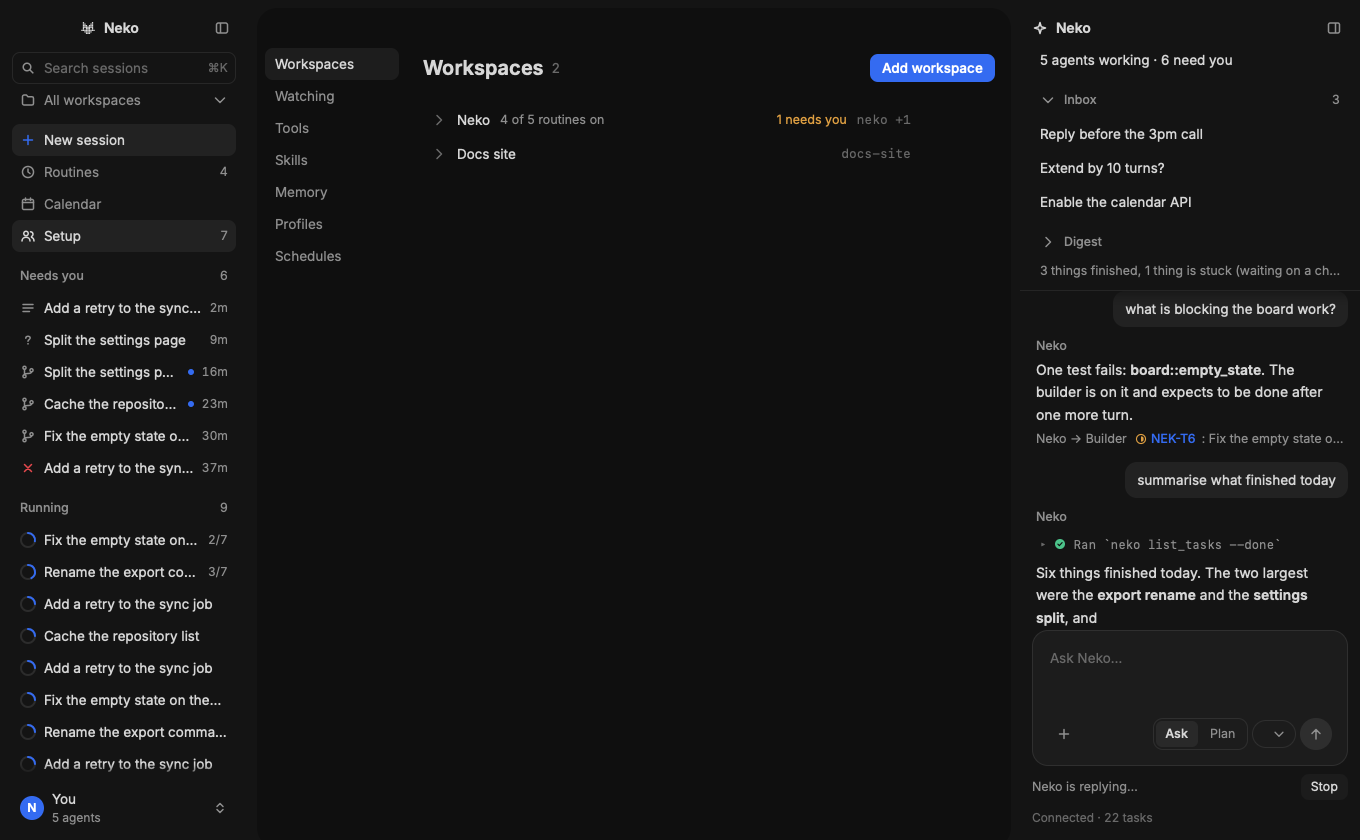 Neko
Search sessions ⌘K
All workspaces
New session
Routines 4
Calendar
Setup 7
Needs you 6
Add a retry to the sync... 2m
? Split the settings page 9m
Split the settings p... 16m
Cache the reposito... 23m
Fix the empty state o... 30m
Add a retry to the syn... 37m
Running 9
Fix the empty state on... 2/7
Rename the export co... 3/7
Add a retry to the sync job
Cache the repository list
Add a retry to the sync job
Fix the empty state on the...
Rename the export comma...
Add a retry to the sync job
N You
5 agents
Workspaces
Watching
Tools
Skills
Memory
Profiles
Schedules
Workspaces 2
Add workspace
Neko 4 of 5 routines on 1 needs you neko +1
Docs site docs-site
Neko
5 agents working · 6 need you
Inbox 3
Reply before the 3pm call
Extend by 10 turns?
Enable the calendar API
Digest
3 things finished, 1 thing is stuck (waiting on a ch...
what is blocking the board work?
Neko
One test fails: board::empty_state. The
builder is on it and expects to be done after
one more turn.
Neko → Builder NEK-T6 : Fix the empty state o...
summarise what finished today
Neko
Ran `neko list_tasks --done`
Six things finished today. The two largest
were the export rename and the settings
split, and
Ask Neko...
Ask Plan
Neko is replying... Stop
Connected · 22 tasks